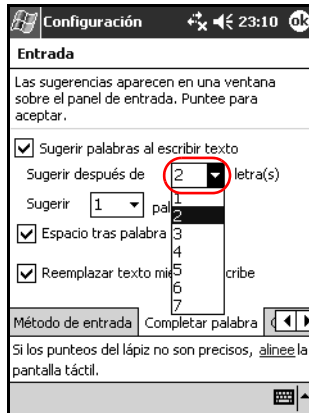 Configuración 23:10 ok
Entrada
Las sugerencias aparecen en una ventana
sobre el panel de entrada. Puntee para
aceptar.
Sugerir palabras al escribir texto
Sugerir después de 2 letra(s)
Sugerir 1 pal
1
2
Espacio tras palabra 3
4
Reemplazar texto mie 5 cribe
6
7
Método de entrada Completar palabra
Si los punteos del lápiz no son precisos, alinee la
pantalla táctil.